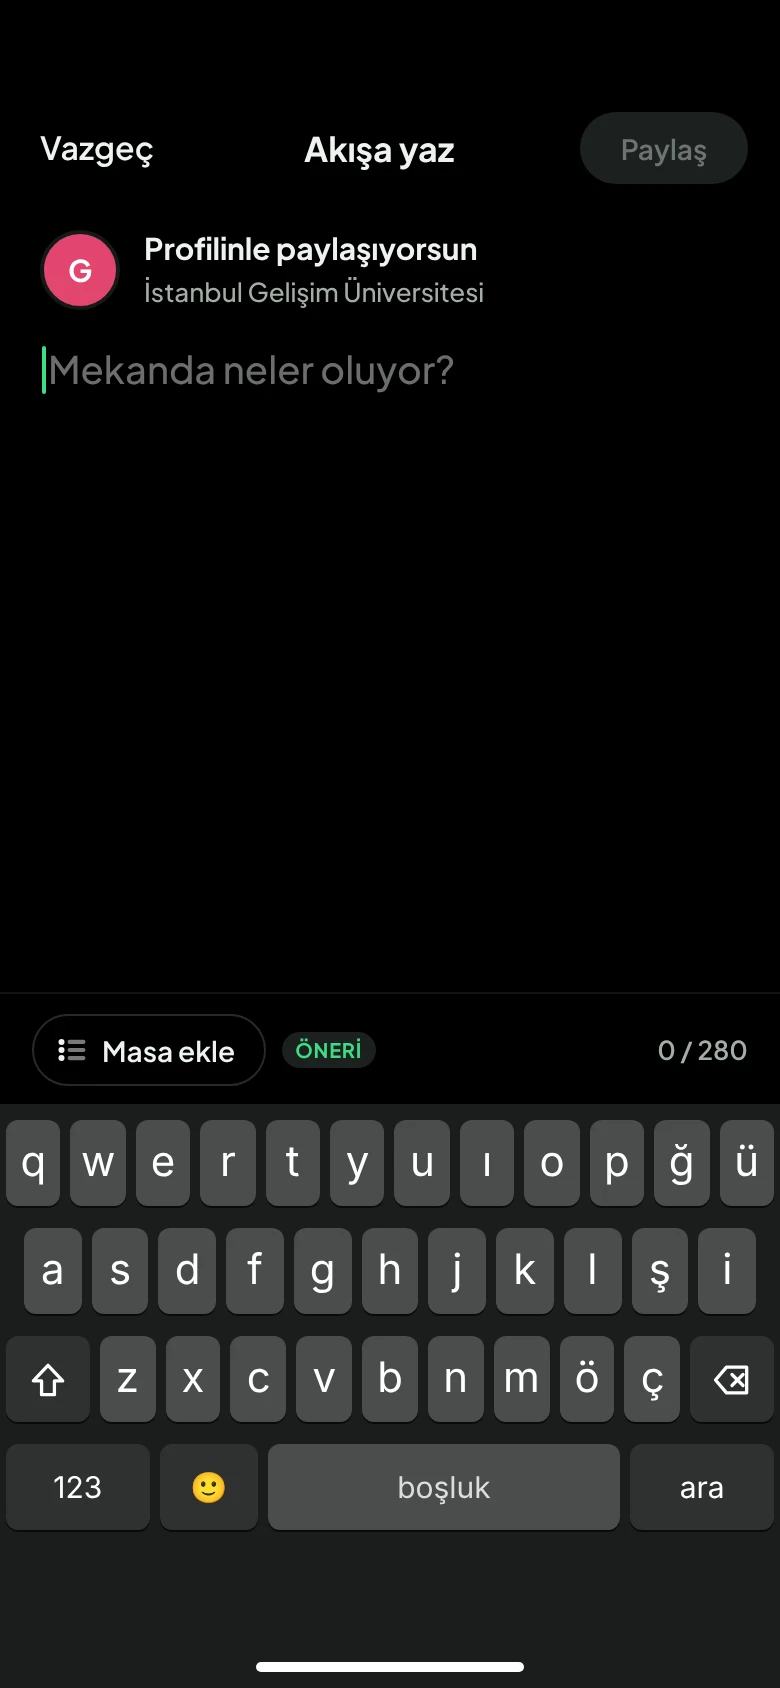 Vazgeç
Akışa yaz
Paylaş
G
Profilinle paylaşıyorsun
İstanbul Gelişim Üniversitesi
Mekanda neler oluyor?
Masa ekle
ÖNERİ
0 / 280
q w e r t y u ı o p ğ ü
a s d f g h j k l ş i
z x c v b n m ö ç
123
boşluk
ara